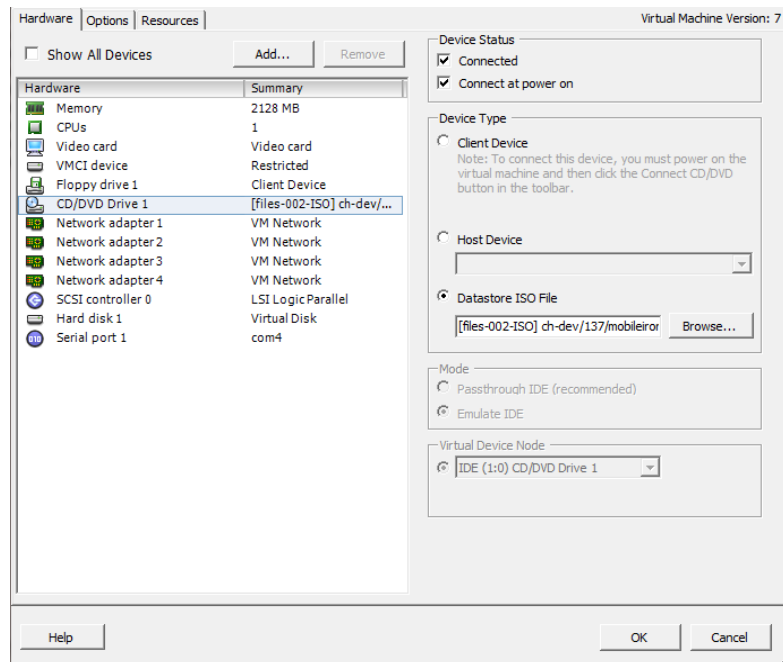 Hardware Options Resources Virtual Machine Version: 7
Show All Devices Add... Remove
Hardware Summary
Memory 2128 MB
CPUs 1
Video card Video card
VMCI device Restricted
Floppy drive 1 Client Device
CD/DVD Drive 1 [files-002-ISO] ch-dev/...
Network adapter 1 VM Network
Network adapter 2 VM Network
Network adapter 3 VM Network
Network adapter 4 VM Network
SCSI controller 0 LSI Logic Parallel
Hard disk 1 Virtual Disk
Serial port 1 com4
Device Status
Connected
Connect at power on
Device Type
Client Device
Note: To connect this device, you must power on the
virtual machine and then click the Connect CD/DVD
button in the toolbar.
Host Device
Datastore ISO File
[files-002-ISO] ch-dev/137/mobileiror Browse...
Mode
Passthrough IDE (recommended)
Emulate IDE
Virtual Device Node
IDE (1:0) CD/DVD Drive 1
Help OK Cancel